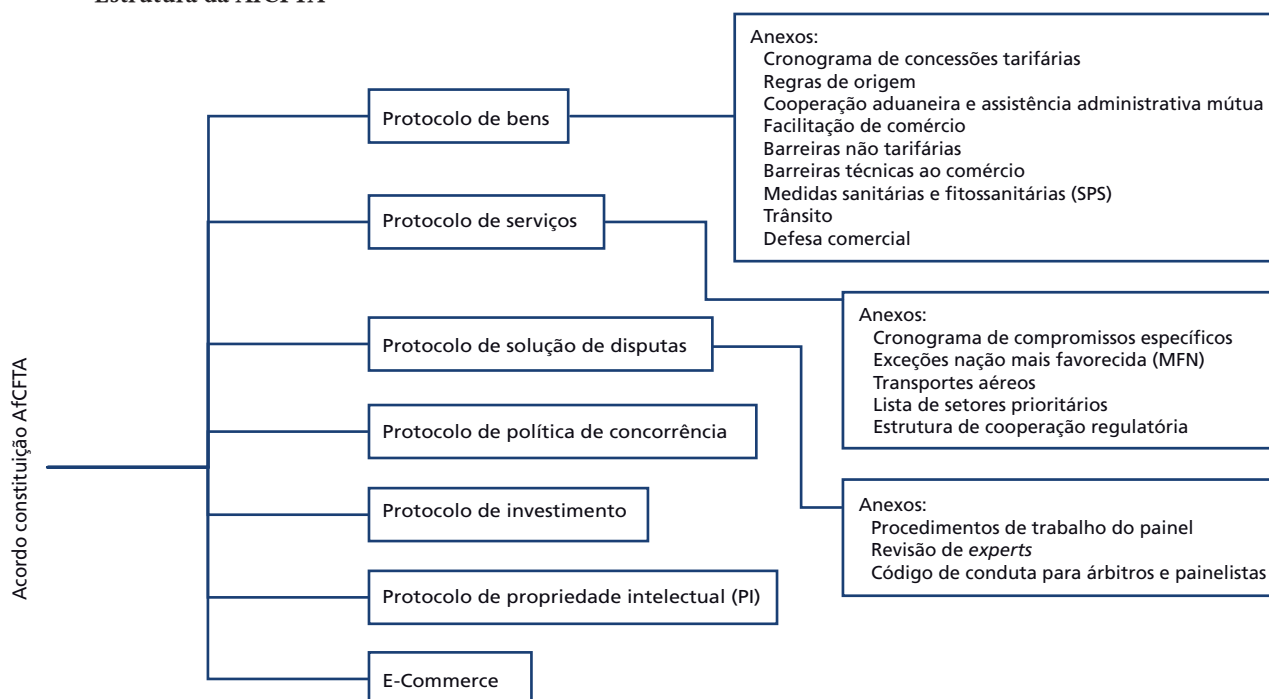 Estrutura da AfCFTA
Acordo constituição AfCFTA
Protocolo de bens
Anexos:
Cronograma de concessões tarifárias
Regras de origem
Cooperação aduaneira e assistência administrativa mútua
Facilitação de comércio
Barreiras não tarifárias
Barreiras técnicas ao comércio
Medidas sanitárias e fitossanitárias (SPS)
Trânsito
Defesa comercial
Protocolo de serviços
Anexos:
Cronograma de compromissos específicos
Exceções nação mais favorecida (MFN)
Transportes aéreos
Lista de setores prioritários
Estrutura de cooperação regulatória
Protocolo de solução de disputas
Anexos:
Procedimentos de trabalho do painel
Revisão de experts
Código de conduta para árbitros e painelistas
Protocolo de política de concorrência
Protocolo de investimento
Protocolo de propriedade intelectual (PI)
E-Commerce